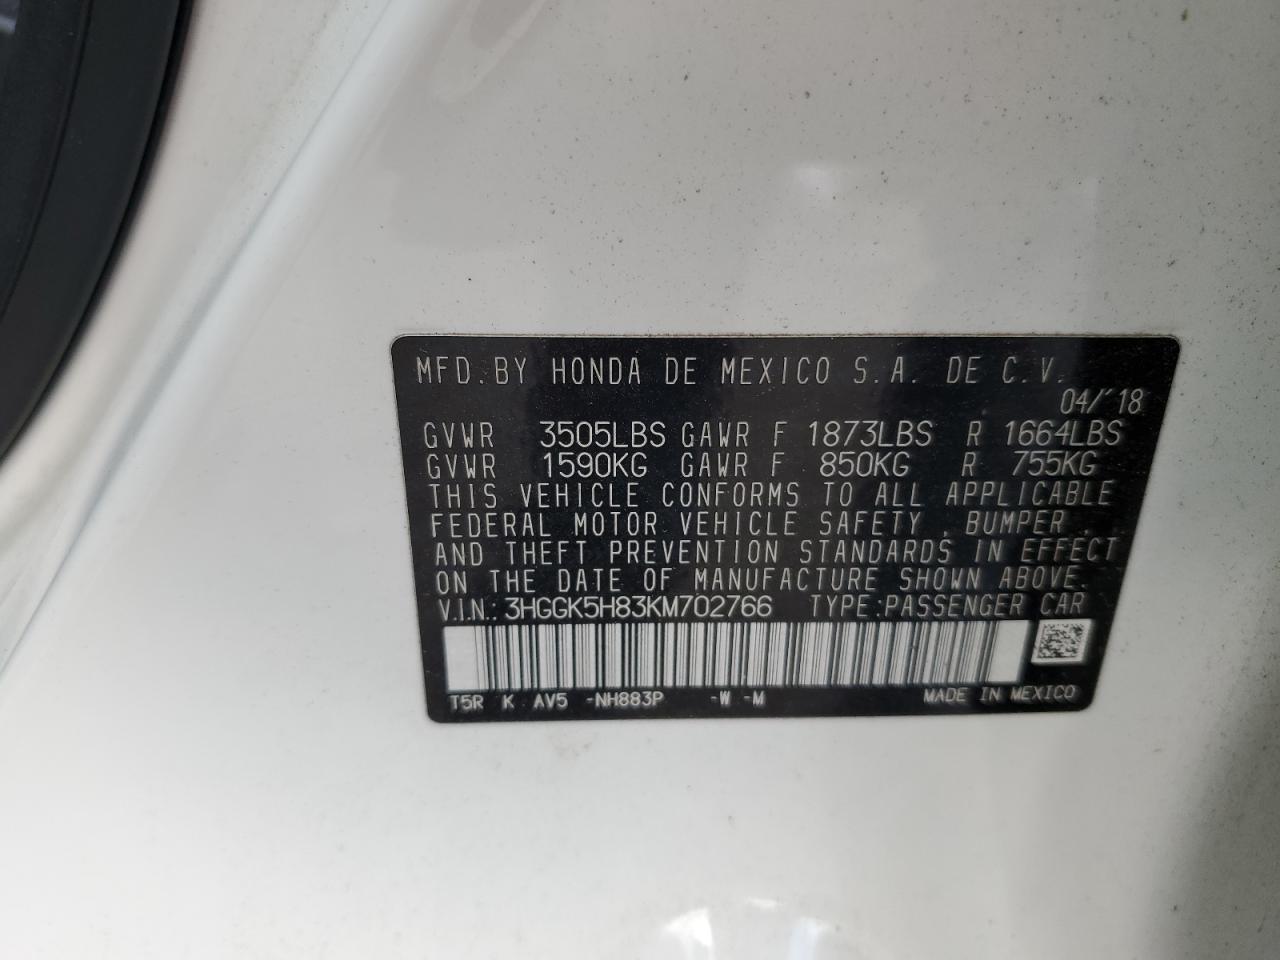 MFD. BY HONDA DE MEXICO S.A. DE C.V.
04/'18
GVWR 3505LBS GAWR F 1873LBS R 1664LBS
GVWR 1590KG GAWR F 850KG R 755KG
THIS VEHICLE CONFORMS TO ALL APPLICABLE
FEDERAL MOTOR VEHICLE SAFETY, BUMPER,
AND THEFT PREVENTION STANDARDS IN EFFECT
ON THE DATE OF MANUFACTURE SHOWN ABOVE.
V.I.N.: 3HGGK5H83KM702766 TYPE:PASSENGER CAR
T5R K AV5 -NH883P -W -M MADE IN MEXICO